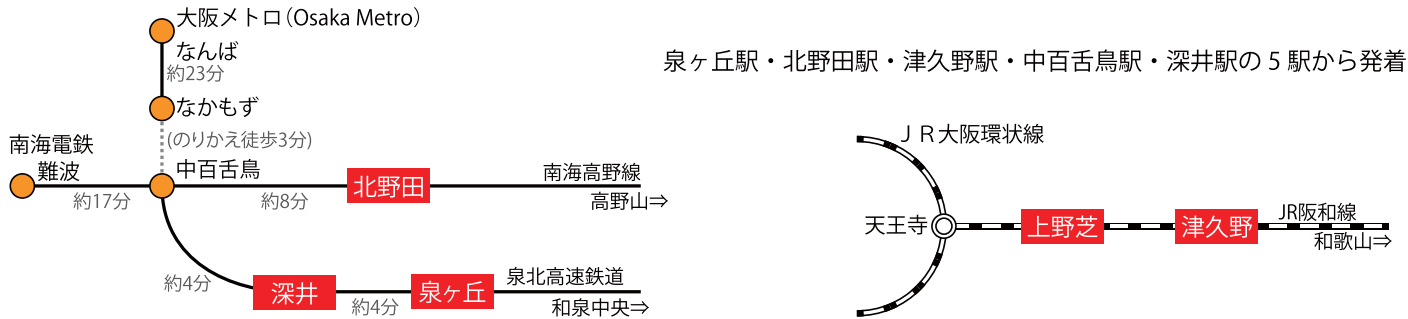 大阪メトロ（Osaka Metro）
なんば
約23分
なかもず
(のりかえ徒歩3分)
南海電鉄
難波
約17分
中百舌鳥
約8分
北野田
南海高野線
高野山⇒
約4分
深井
約4分
泉ヶ丘
泉北高速鉄道
和泉中央⇒
泉ヶ丘駅・北野田駅・津久野駅・中百舌鳥駅・深井駅の５駅から発着
ＪＲ大阪環状線
天王寺
上野芝
津久野
JR阪和線
和歌山⇒